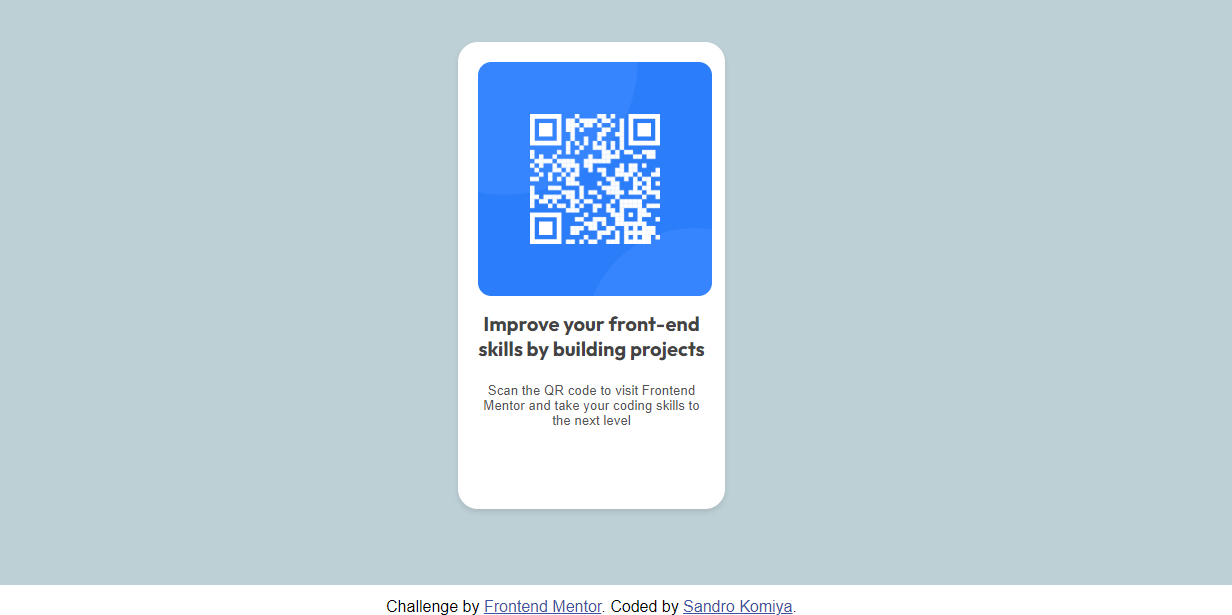 Improve your front-end
skills by building projects
Scan the QR code to visit Frontend
Mentor and take your coding skills to
the next level
Challenge by Frontend Mentor. Coded by Sandro Komiya.